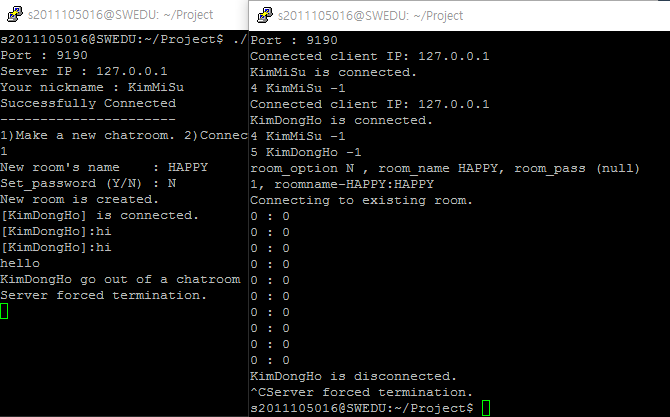 s2011105016@SWEDU: ~/Project
s2011105016@SWEDU:~/Project$ ./
Port : 9190
Server IP : 127.0.0.1
Your nickname : KimMiSu
Successfully Connected
----------------------
1)Make a new chatroom. 2)Connec
1
New room's name    : HAPPY
Set_password (Y/N) : N
New room is created.
[KimDongHo] is connected.
[KimDongHo]:hi
[KimDongHo]:hi
hello
KimDongHo go out of a chatroom
Server forced termination.
s2011105016@SWEDU: ~/Project
Port : 9190
Connected client IP: 127.0.0.1
KimMiSu is connected.
4 KimMiSu -1
Connected client IP: 127.0.0.1
KimDongHo is connected.
4 KimMiSu -1
5 KimDongHo -1
room_option N , room_name HAPPY, room_pass (null)
1, roomname-HAPPY:HAPPY
Connecting to existing room.
0 : 0
0 : 0
0 : 0
0 : 0
0 : 0
0 : 0
0 : 0
0 : 0
0 : 0
0 : 0
KimDongHo is disconnected.
^CServer forced termination.
s2011105016@SWEDU:~/Project$